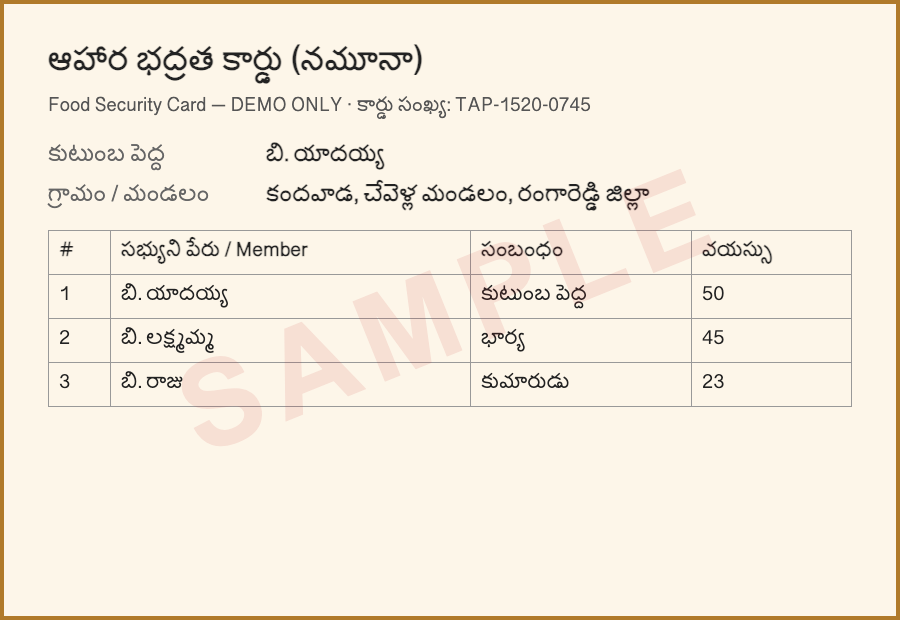 ఆహార భద్రత కార్డు (నమూనా)
Food Security Card — DEMO ONLY · కార్డు సంఖ్య: TAP-1520-0745
కుటుంబ పెద్ద బి. యాదయ్య
గ్రామం / మండలం కందవాడ, చేవెళ్ల మండలం, రంగారెడ్డి జిల్లా
# సభ్యుని పేరు / Member సంబంధం వయస్సు
1 బి. యాదయ్య కుటుంబ పెద్ద 50
2 బి. లక్ష్మమ్మ భార్య 45
3 బి. రాజు కుమారుడు 23
SAMPLE